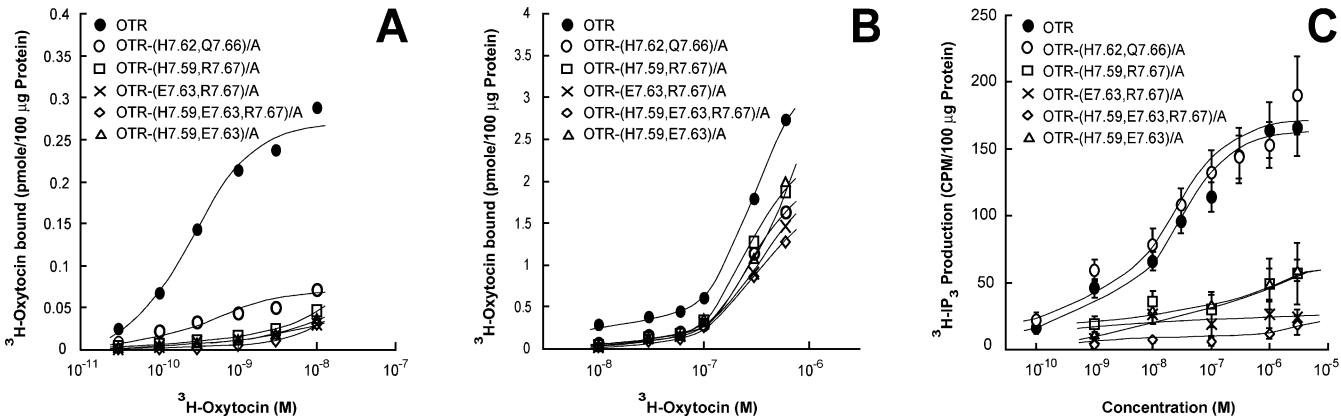 A
³H-Oxytocin bound (pmole/100 μg Protein)
0.4
0.35
0.3
0.25
0.2
0.15
0.1
0.05
0
OTR
OTR-(H7.62,Q7.66)/A
OTR-(H7.59,R7.67)/A
OTR-(E7.63,R7.67)/A
OTR-(H7.59,E7.63,R7.67)/A
OTR-(H7.59,E7.63)/A
10⁻¹¹ 10⁻¹⁰ 10⁻⁹ 10⁻⁸ 10⁻⁷
³H-Oxytocin (M)
B
³H-Oxytocin bound (pmole/100 μg Protein)
4
3
2
1
0
OTR
OTR-(H7.62,Q7.66)/A
OTR-(H7.59,R7.67)/A
OTR-(E7.63,R7.67)/A
OTR-(H7.59,E7.63,R7.67)/A
OTR-(H7.59,E7.63)/A
10⁻⁸ 10⁻⁷ 10⁻⁶
³H-Oxytocin (M)
C
³H-IP₃ Production (CPM/100 μg Protein)
250
200
150
100
50
0
OTR
OTR-(H7.62,Q7.66)/A
OTR-(H7.59,R7.67)/A
OTR-(E7.63,R7.67)/A
OTR-(H7.59,E7.63,R7.67)/A
OTR-(H7.59,E7.63)/A
10⁻¹⁰ 10⁻⁹ 10⁻⁸ 10⁻⁷ 10⁻⁶ 10⁻⁵
Concentration (M)